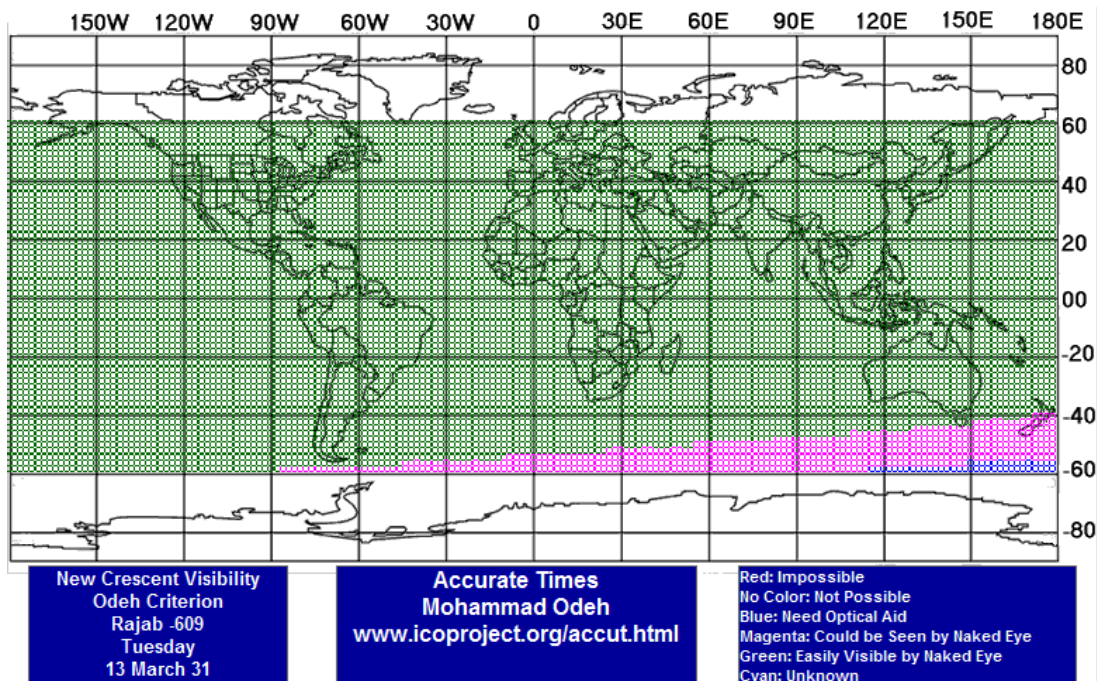 150W 120W 90W 60W 30W 0 30E 60E 90E 120E 150E 180E
80
60
40
20
00
-20
-40
-60
-80
New Crescent Visibility
Odeh Criterion
Rajab -609
Tuesday
13 March 31
Accurate Times
Mohammad Odeh
www.icoproject.org/accut.html
Red: Impossible
No Color: Not Possible
Blue: Need Optical Aid
Magenta: Could be Seen by Naked Eye
Green: Easily Visible by Naked Eye
Cyan: Unknown